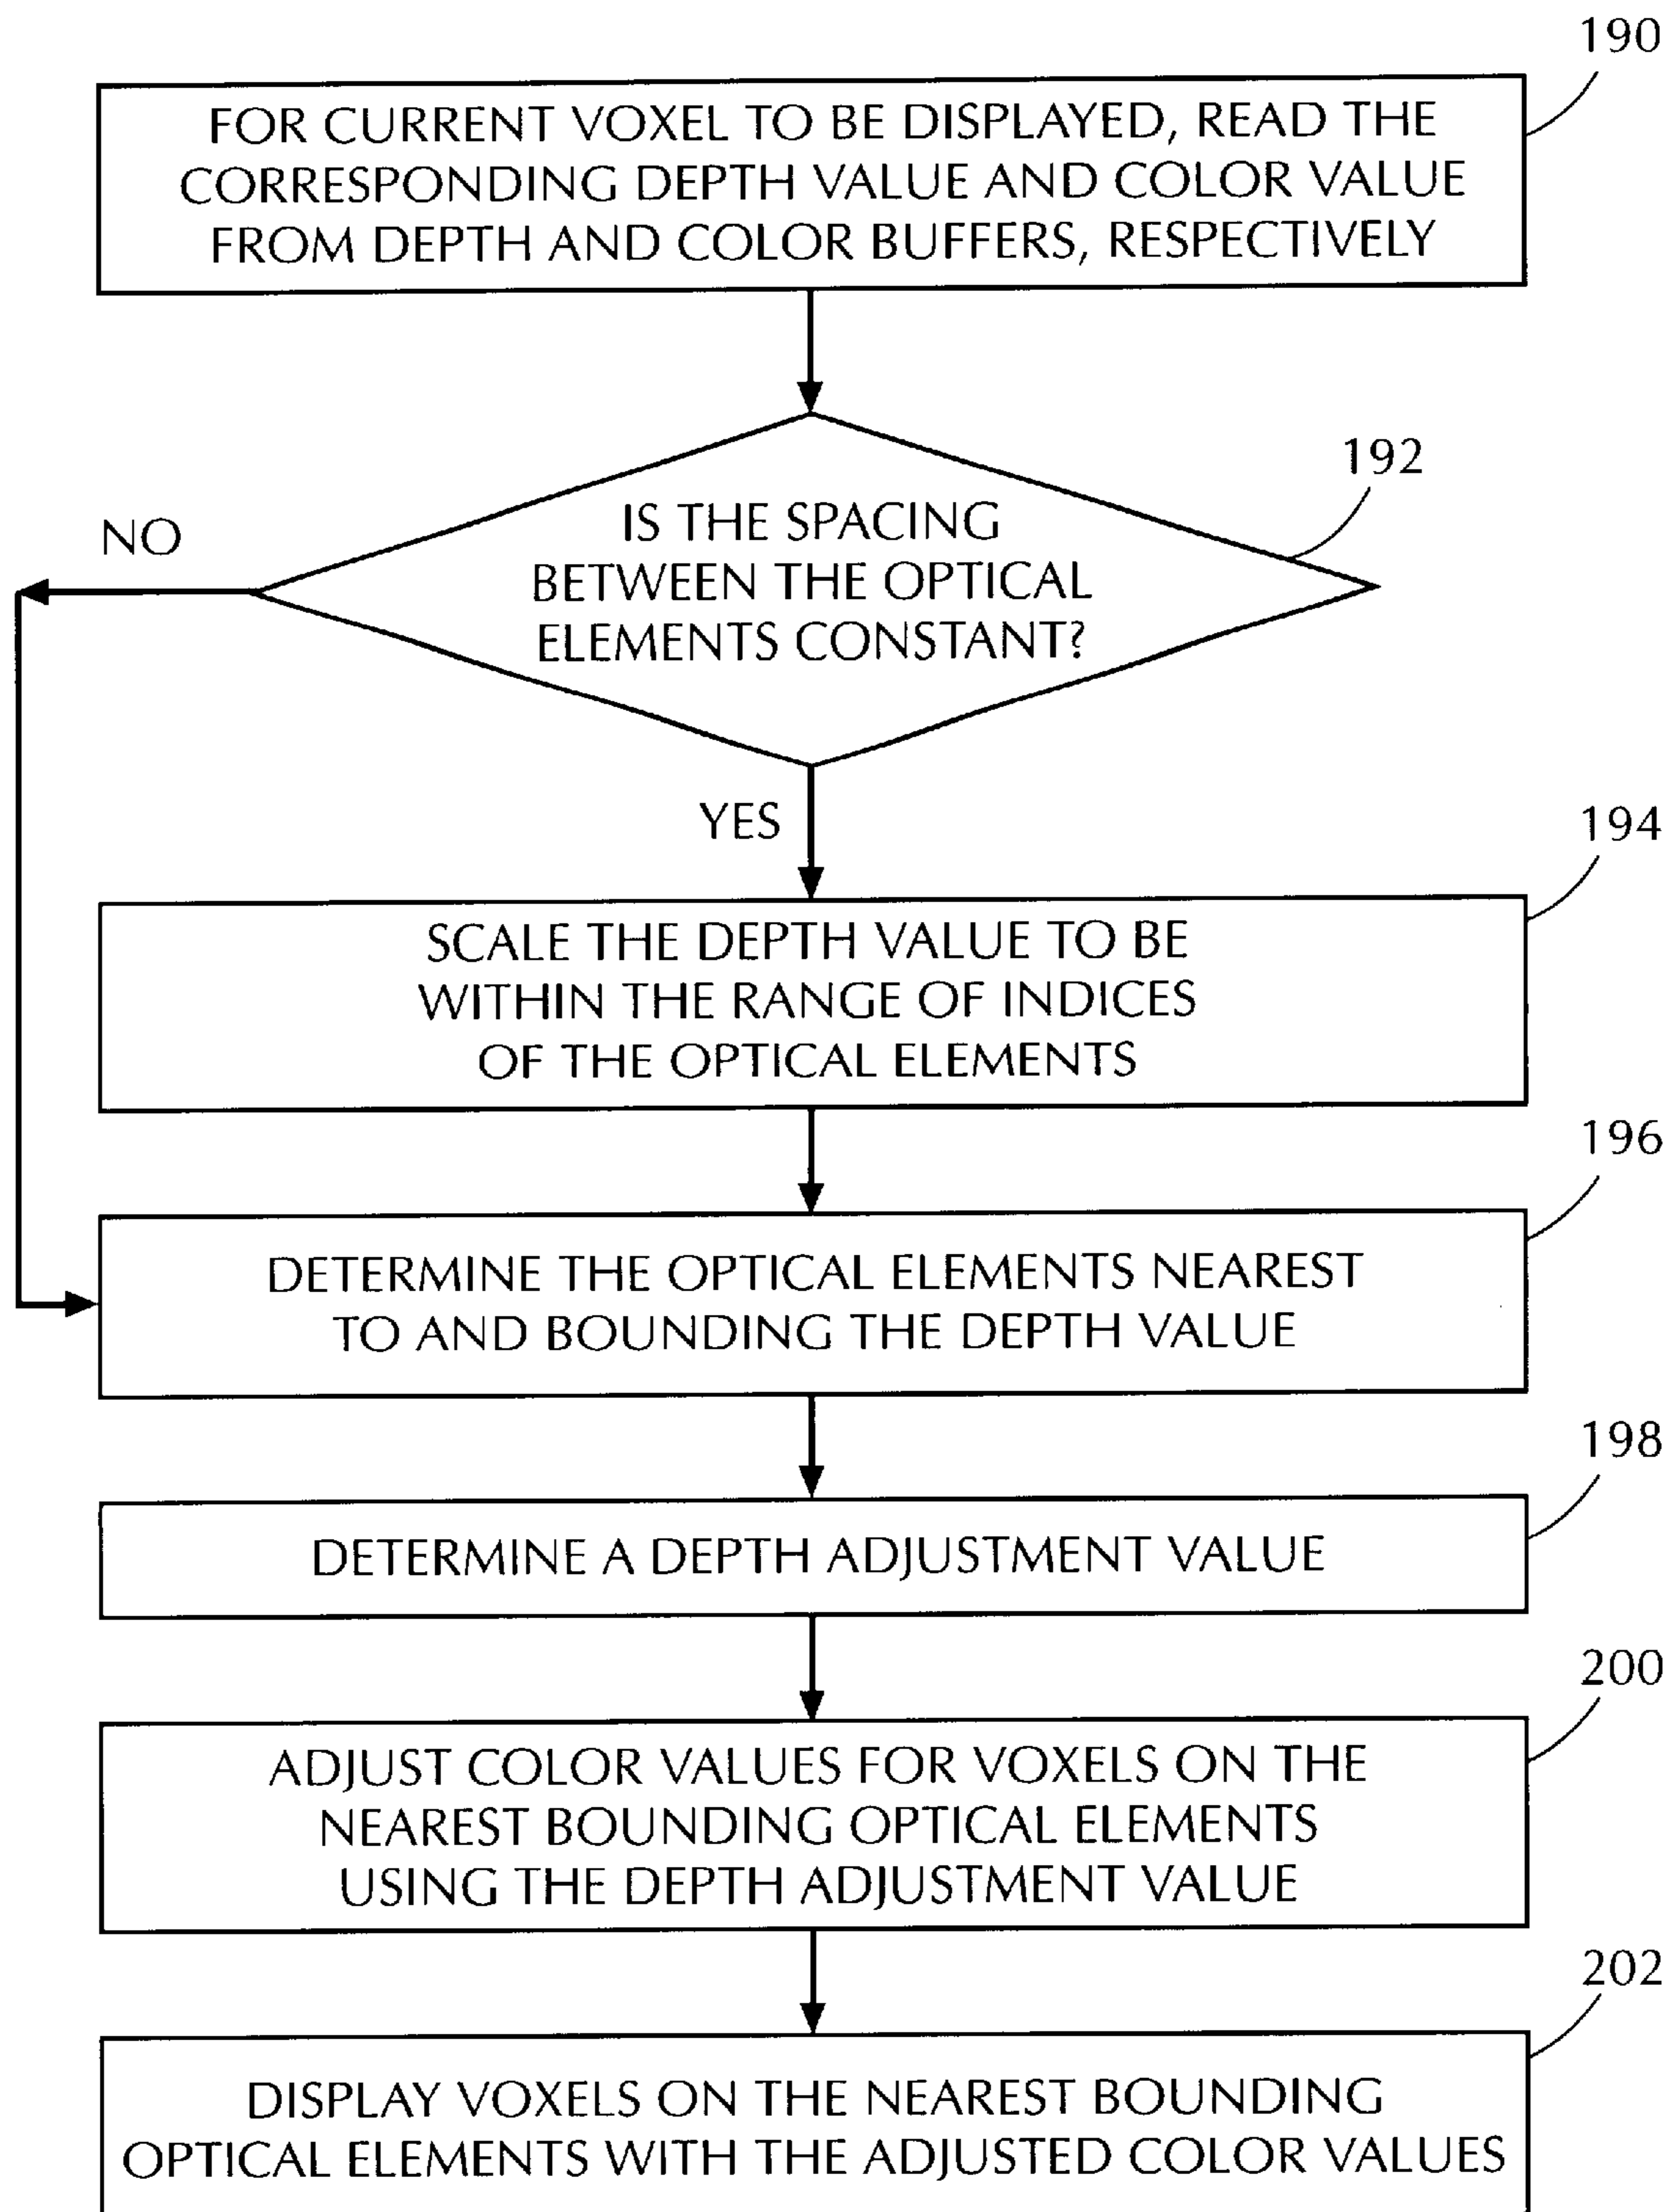 190
FOR CURRENT VOXEL TO BE DISPLAYED, READ THE
CORRESPONDING DEPTH VALUE AND COLOR VALUE
FROM DEPTH AND COLOR BUFFERS, RESPECTIVELY
192
NO
IS THE SPACING
BETWEEN THE OPTICAL
ELEMENTS CONSTANT?
YES
194
SCALE THE DEPTH VALUE TO BE
WITHIN THE RANGE OF INDICES
OF THE OPTICAL ELEMENTS
196
DETERMINE THE OPTICAL ELEMENTS NEAREST
TO AND BOUNDING THE DEPTH VALUE
198
DETERMINE A DEPTH ADJUSTMENT VALUE
200
ADJUST COLOR VALUES FOR VOXELS ON THE
NEAREST BOUNDING OPTICAL ELEMENTS
USING THE DEPTH ADJUSTMENT VALUE
202
DISPLAY VOXELS ON THE NEAREST BOUNDING
OPTICAL ELEMENTS WITH THE ADJUSTED COLOR VALUES